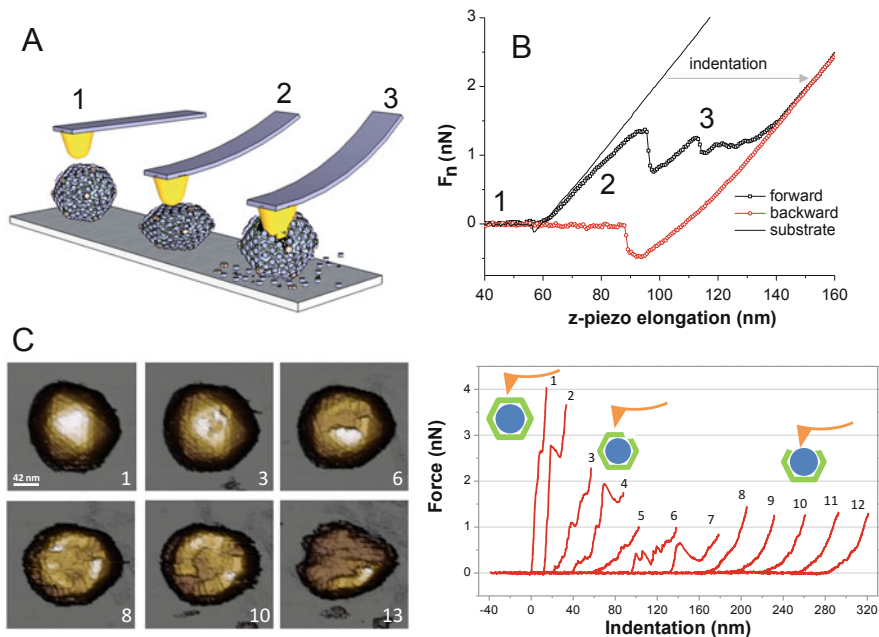 A
1
2
3
B
3
2
1
0
40 60 80 100 120 140 160
F_n [nN]
z-piezo elongation (nm)
indentation
1
2
3
forward
backward
substrate
C
42 nm
1
3
6
8
10
13
4
3
2
1
0
-40 0 40 80 120 160 200 240 280 320
Force (nN)
Indentation (nm)
1
2
3
4
5
6
7
8
9
10
11
12